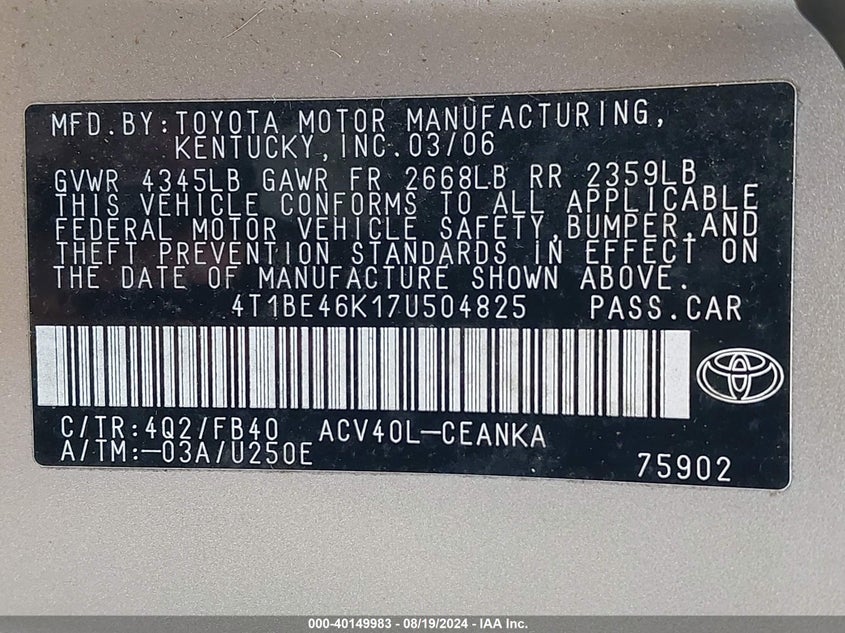 MFD.BY:TOYOTA MOTOR MANUFACTURING,
KENTUCKY,INC.03/06
GVWR 4345LB GAWR FR 2668LB RR 2359LB
THIS VEHICLE CONFORMS TO ALL APPLICABLE
FEDERAL MOTOR VEHICLE SAFETY,BUMPER,AND
THEFT PREVENTION STANDARDS IN EFFECT ON
THE DATE OF MANUFACTURE SHOWN ABOVE.
4T1BE46K17U504825 PASS.CAR
C/TR:4Q2/FB40 ACV40L-CEANKA
A/TM:-03A/U250E
75902
000-40149983 - 08/19/2024 - IAA Inc.